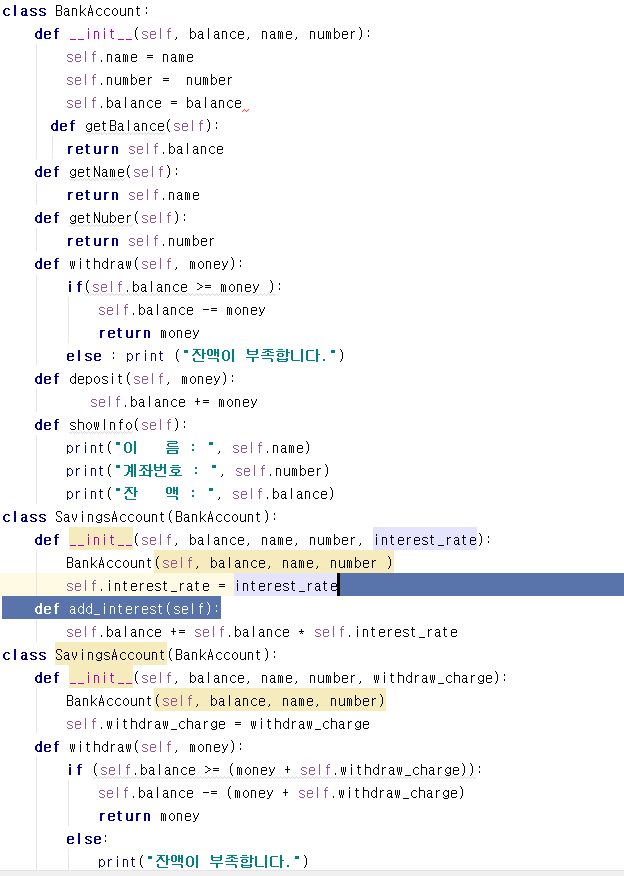 class BankAccount:
    def __init__(self, balance, name, number):
        self.name = name
        self.number =  number
        self.balance = balance
      def getBalance(self):
        return self.balance
    def getName(self):
        return self.name
    def getNuber(self):
        return self.number
    def withdraw(self, money):
        if(self.balance >= money ):
            self.balance -= money
            return money
        else : print ("잔액이 부족합니다.")
    def deposit(self, money):
           self.balance += money
    def showInfo(self):
        print("이   름 : ", self.name)
        print("계좌번호 : ", self.number)
        print("잔   액 : ", self.balance)
class SavingsAccount(BankAccount):
    def __init__(self, balance, name, number, interest_rate):
        BankAccount(self, balance, name, number )
        self.interest_rate = interest_rate
    def add_interest(self):
        self.balance += self.balance * self.interest_rate
class SavingsAccount(BankAccount):
    def __init__(self, balance, name, number, withdraw_charge):
        BankAccount(self, balance, name, number)
        self.withdraw_charge = withdraw_charge
    def withdraw(self, money):
        if (self.balance >= (money + self.withdraw_charge)):
            self.balance -= (money + self.withdraw_charge)
            return money
        else:
            print("잔액이 부족합니다.")